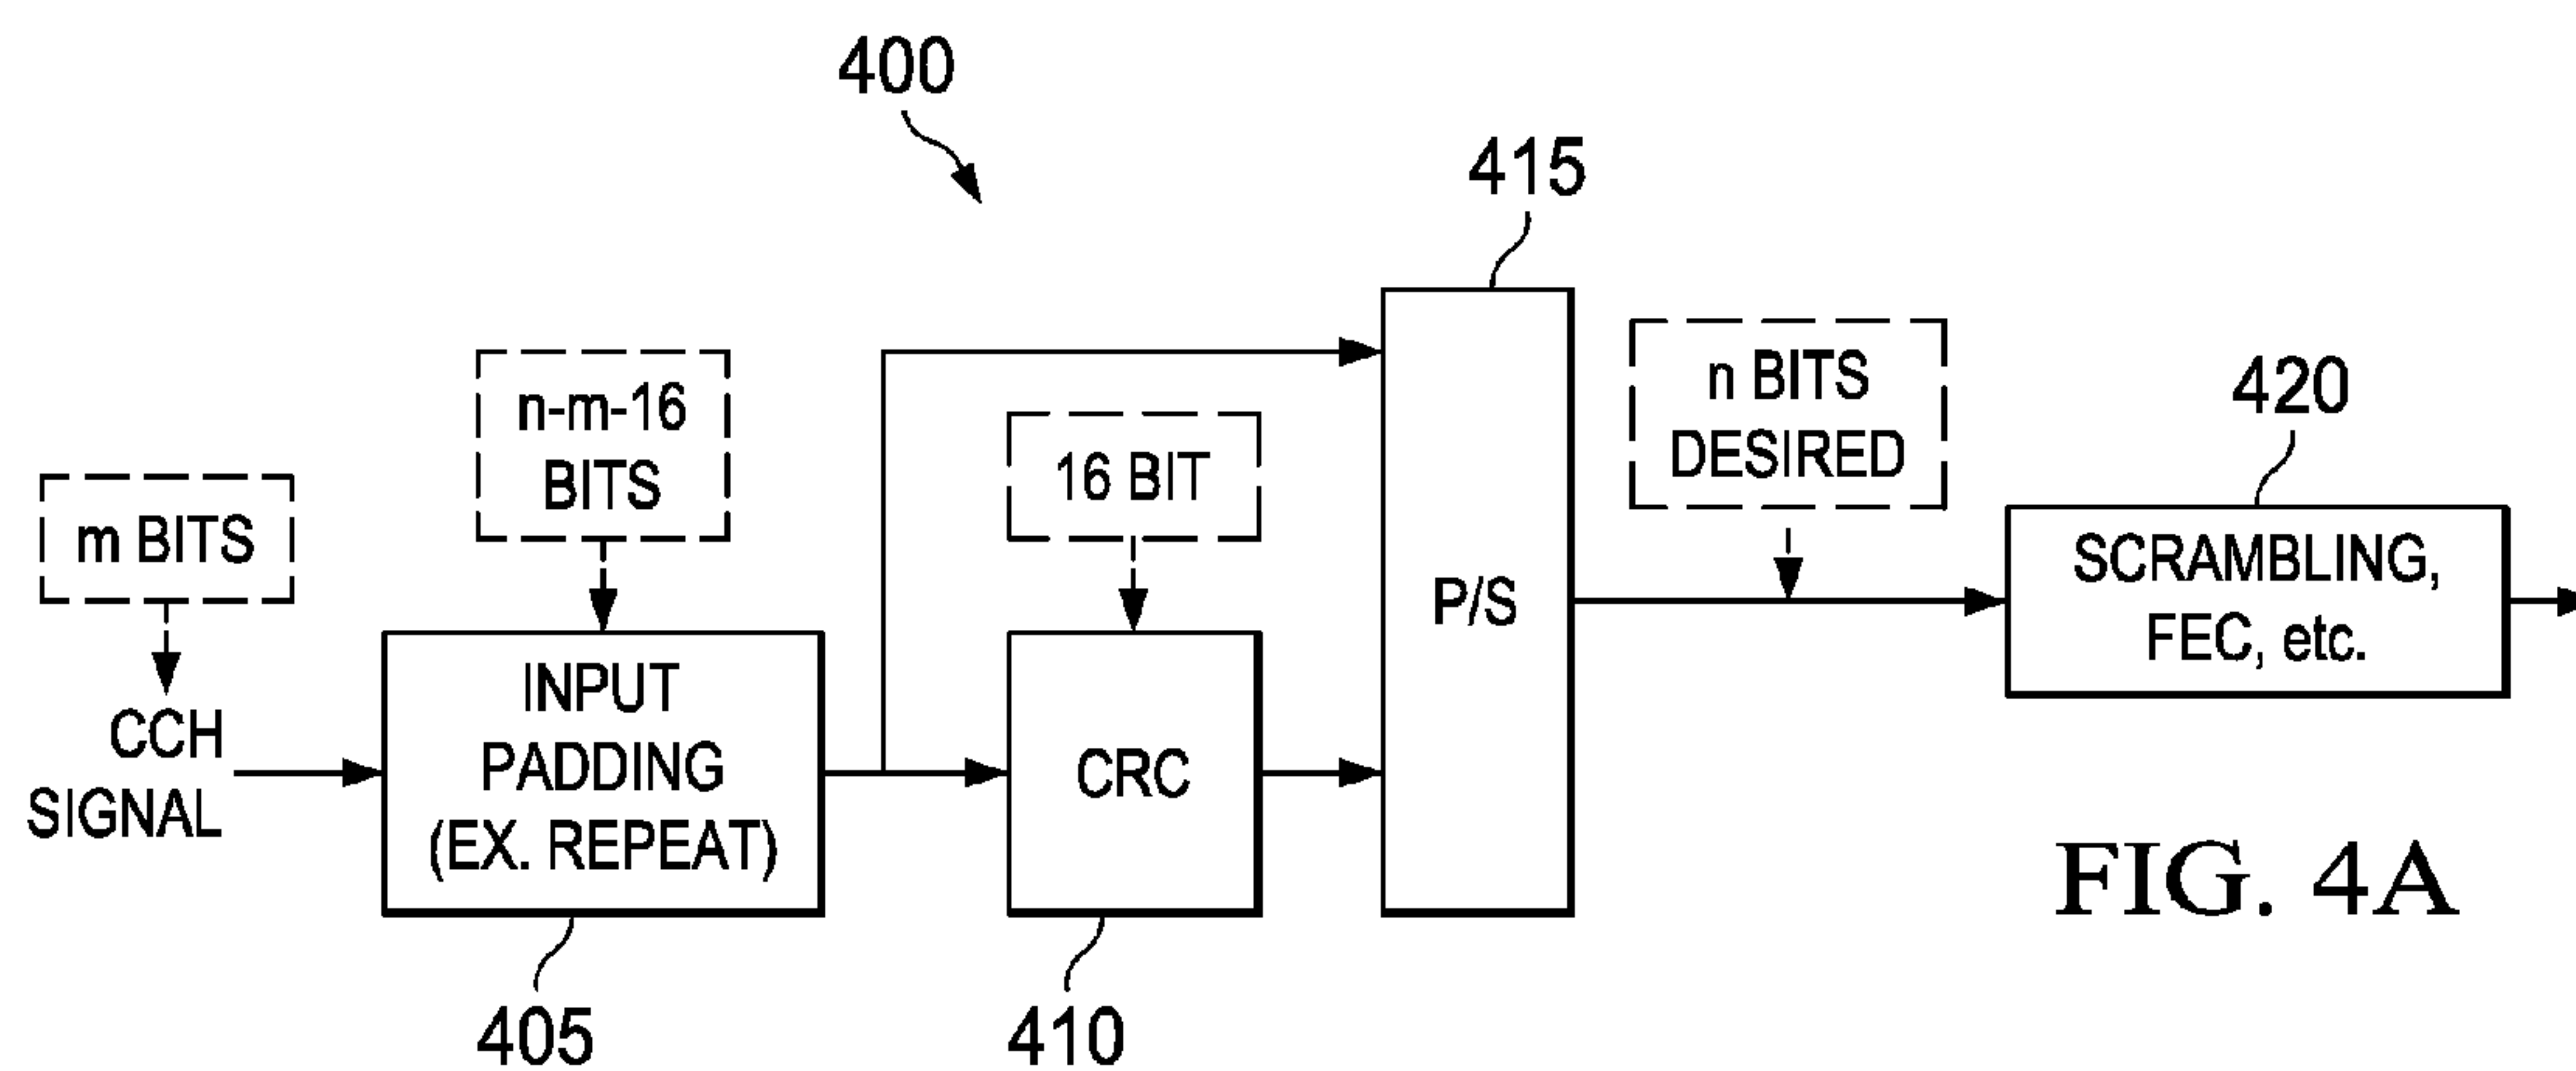 400
415
n-m-16
BITS
n BITS
DESIRED
420
m BITS
16 BIT
P/S
SCRAMBLING,
FEC, etc.
CCH
SIGNAL
INPUT
PADDING
(EX. REPEAT)
CRC
405
410
FIG. 4A